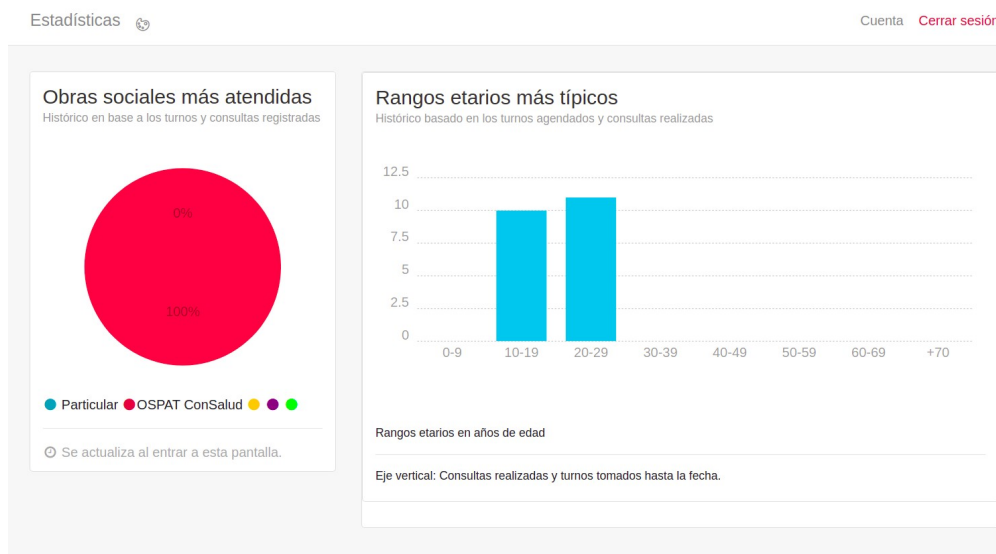 Estadísticas
Cuenta Cerrar sesión
Obras sociales más atendidas
Histórico en base a los turnos y consultas registradas
0%
100%
Particular OSPAT ConSalud
Se actualiza al entrar a esta pantalla.
Rangos etarios más típicos
Histórico basado en los turnos agendados y consultas realizadas
12.5
10
7.5
5
2.5
0
0-9 10-19 20-29 30-39 40-49 50-59 60-69 +70
Rangos etarios en años de edad
Eje vertical: Consultas realizadas y turnos tomados hasta la fecha.